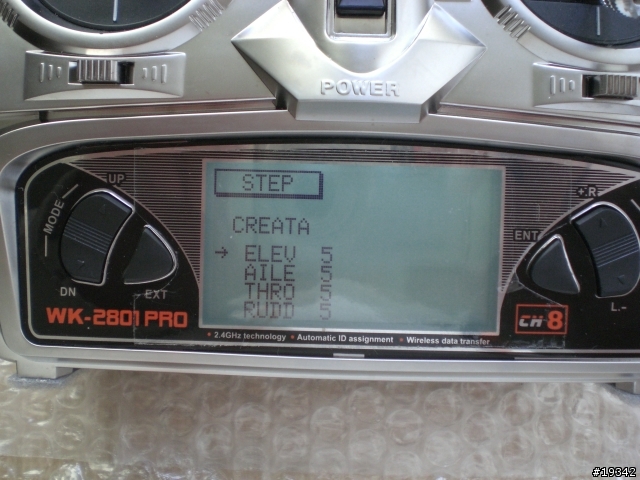 POWER
UP
MODE
DN
EXT
STEP
CREATA
→ ELEV 5
AILE 5
THRO 5
RUDD 5
+.R
ENT
L.-
WK-2801 PRO
CH 8
• 2.4GHz technology • Automatic ID assignment • Wireless data transfer
#19342